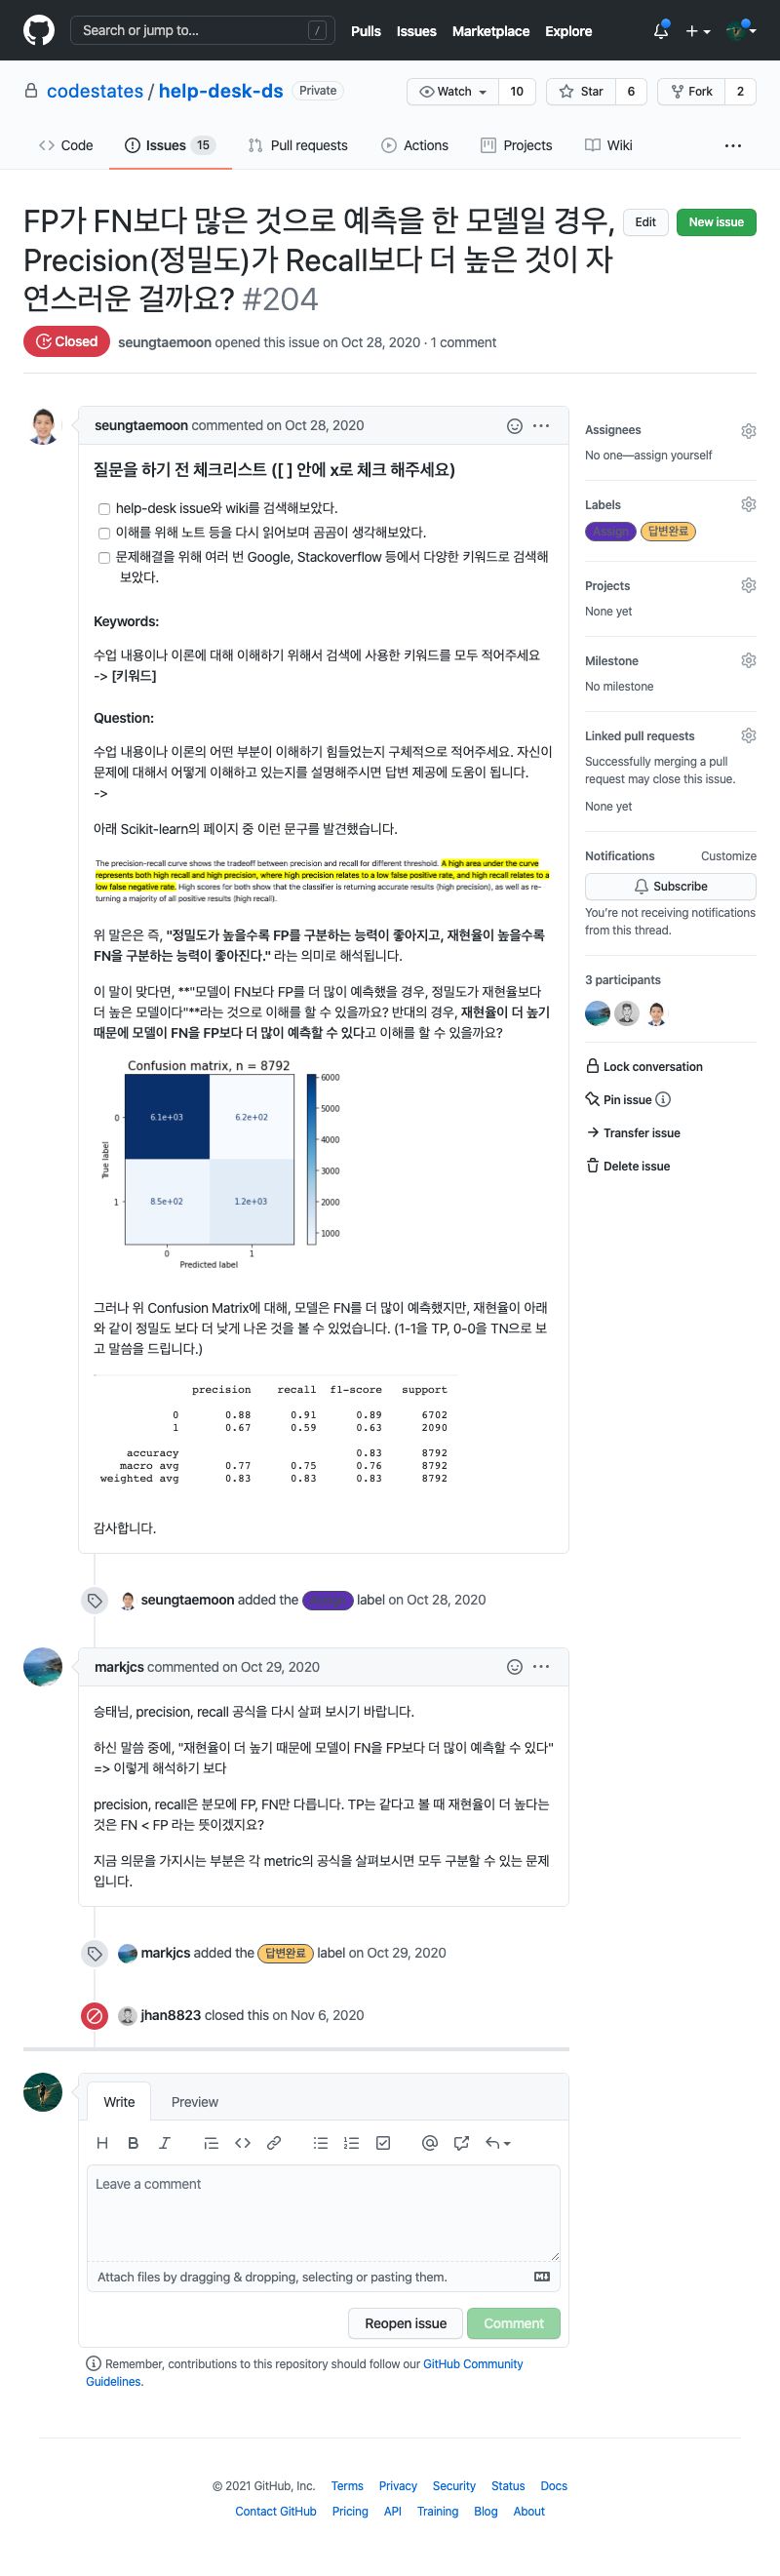 Search or jump to... /
Pulls Issues Marketplace Explore
codestates / help-desk-ds Private
Watch 10 Star 6 Fork 2
Code Issues 15 Pull requests Actions Projects Wiki
FP가 FN보다 많은 것으로 예측을 한 모델일 경우,
Precision(정밀도)가 Recall보다 더 높은 것이 자
연스러운 걸까요? #204
Edit New issue
Closed seungtaemoon opened this issue on Oct 28, 2020 · 1 comment
seungtaemoon commented on Oct 28, 2020
질문을 하기 전 체크리스트 ([ ] 안에 x로 체크 해주세요)
help-desk issue와 wiki를 검색해보았다.
이해를 위해 노트 등을 다시 읽어보며 곰곰이 생각해보았다.
문제해결을 위해 여러 번 Google, Stackoverflow 등에서 다양한 키워드로 검색해
보았다.
Keywords:
수업 내용이나 이론에 대해 이해하기 위해서 검색에 사용한 키워드를 모두 적어주세요
-> [키워드]
Question:
수업 내용이나 이론의 어떤 부분이 이해하기 힘들었는지 구체적으로 적어주세요. 자신이
문제에 대해서 어떻게 이해하고 있는지를 설명해주시면 답변 제공에 도움이 됩니다.
->
아래 Scikit-learn의 페이지 중 이런 문구를 발견했습니다.
The precision-recall curve shows the tradeoff between precision and recall for different threshold. A high area under the curve
represents both high recall and high precision, where high precision relates to a low false positive rate, and high recall relates to a
low false negative rate. High scores for both show that the classifier is returning accurate results (high precision), as well as re-
turning a majority of all positive results (high recall).
위 말은은 즉, "정밀도가 높을수록 FP를 구분하는 능력이 좋아지고, 재현율이 높을수록
FN을 구분하는 능력이 좋아진다." 라는 의미로 해석됩니다.
이 말이 맞다면, **"모델이 FN보다 FP를 더 많이 예측했을 경우, 정밀도가 재현율보다
더 높은 모델이다"**라는 것으로 이해를 할 수 있을까요? 반대의 경우, 재현율이 더 높기
때문에 모델이 FN을 FP보다 더 많이 예측할 수 있다고 이해를 할 수 있을까요?
Confusion matrix, n = 8792
True label
0 6.1e+03 6.2e+02
1 8.5e+02 1.2e+03
0 1
Predicted label
6000
5000
4000
3000
2000
1000
그러나 위 Confusion Matrix에 대해, 모델은 FN를 더 많이 예측했지만, 재현율이 아래
와 같이 정밀도 보다 더 낮게 나온 것을 볼 수 있었습니다. (1-1을 TP, 0-0을 TN으로 보
고 말씀을 드립니다.)
precision recall f1-score support
0 0.88 0.91 0.89 6702
1 0.67 0.59 0.63 2090
accuracy 0.83 8792
macro avg 0.77 0.75 0.76 8792
weighted avg 0.83 0.83 0.83 8792
감사합니다.
seungtaemoon added the Assign label on Oct 28, 2020
markjcs commented on Oct 29, 2020
승태님, precision, recall 공식을 다시 살펴 보시기 바랍니다.
하신 말씀 중에, "재현율이 더 높기 때문에 모델이 FN을 FP보다 더 많이 예측할 수 있다"
=> 이렇게 해석하기 보다
precision, recall은 분모에 FP, FN만 다릅니다. TP는 같다고 볼 때 재현율이 더 높다는
것은 FN < FP 라는 뜻이겠지요?
지금 의문을 가지시는 부분은 각 metric의 공식을 살펴보시면 모두 구분할 수 있는 문제
입니다.
markjcs added the 답변완료 label on Oct 29, 2020
jhan8823 closed this on Nov 6, 2020
Write Preview
Leave a comment
Attach files by dragging & dropping, selecting or pasting them.
Reopen issue Comment
Remember, contributions to this repository should follow our GitHub Community
Guidelines.
Assignees
No one—assign yourself
Labels
Assign 답변완료
Projects
None yet
Milestone
No milestone
Linked pull requests
Successfully merging a pull
request may close this issue.
None yet
Notifications Customize
Subscribe
You're not receiving notifications
from this thread.
3 participants
Lock conversation
Pin issue
Transfer issue
Delete issue
© 2021 GitHub, Inc. Terms Privacy Security Status Docs
Contact GitHub Pricing API Training Blog About